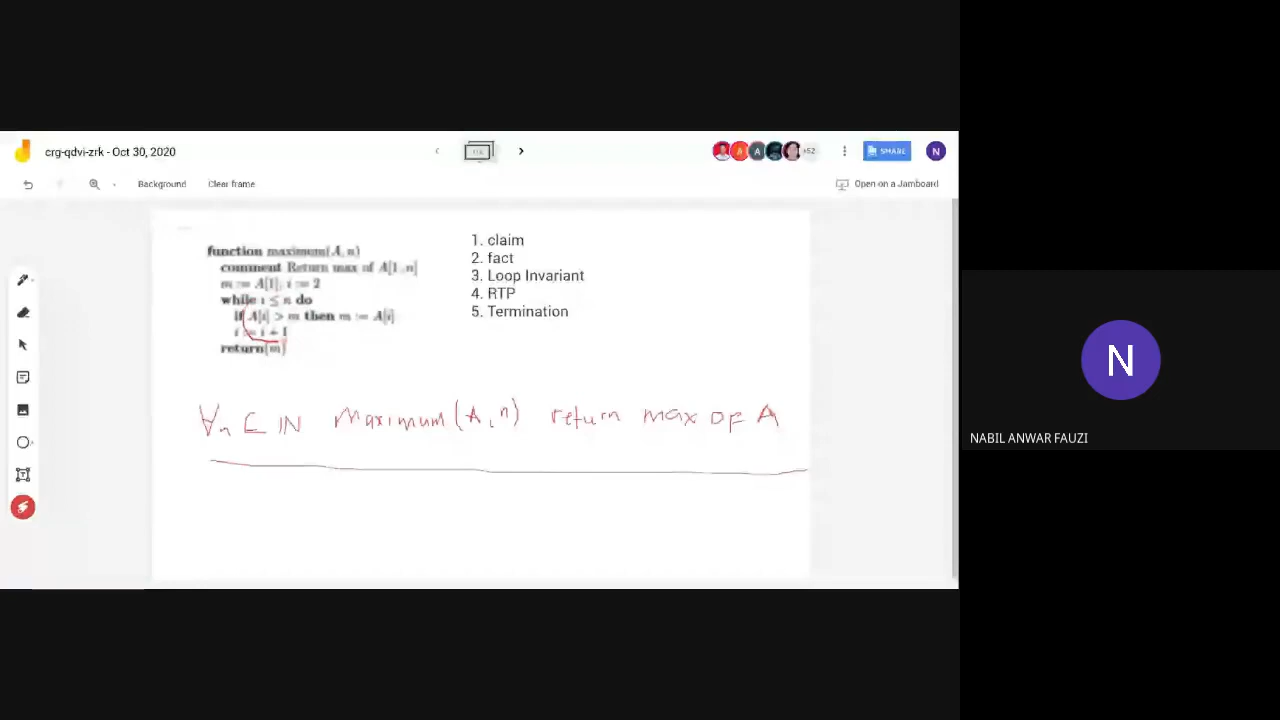 crg-qdvi-zrk - Oct 30, 2020
+52
SHARE
N
Background
Clear frame
Open on a Jamboard
function maximum(A, n)
comment Return max of A[1..n]
m := A[1]; i := 2
while i ≤ n do
if A[i] > m then m := A[i]
i := i + 1
return(m)
1. claim
2. fact
3. Loop Invariant
4. RTP
5. Termination
∀n ∈ IN Maximum(A, n) return max of A
N
NABIL ANWAR FAUZI